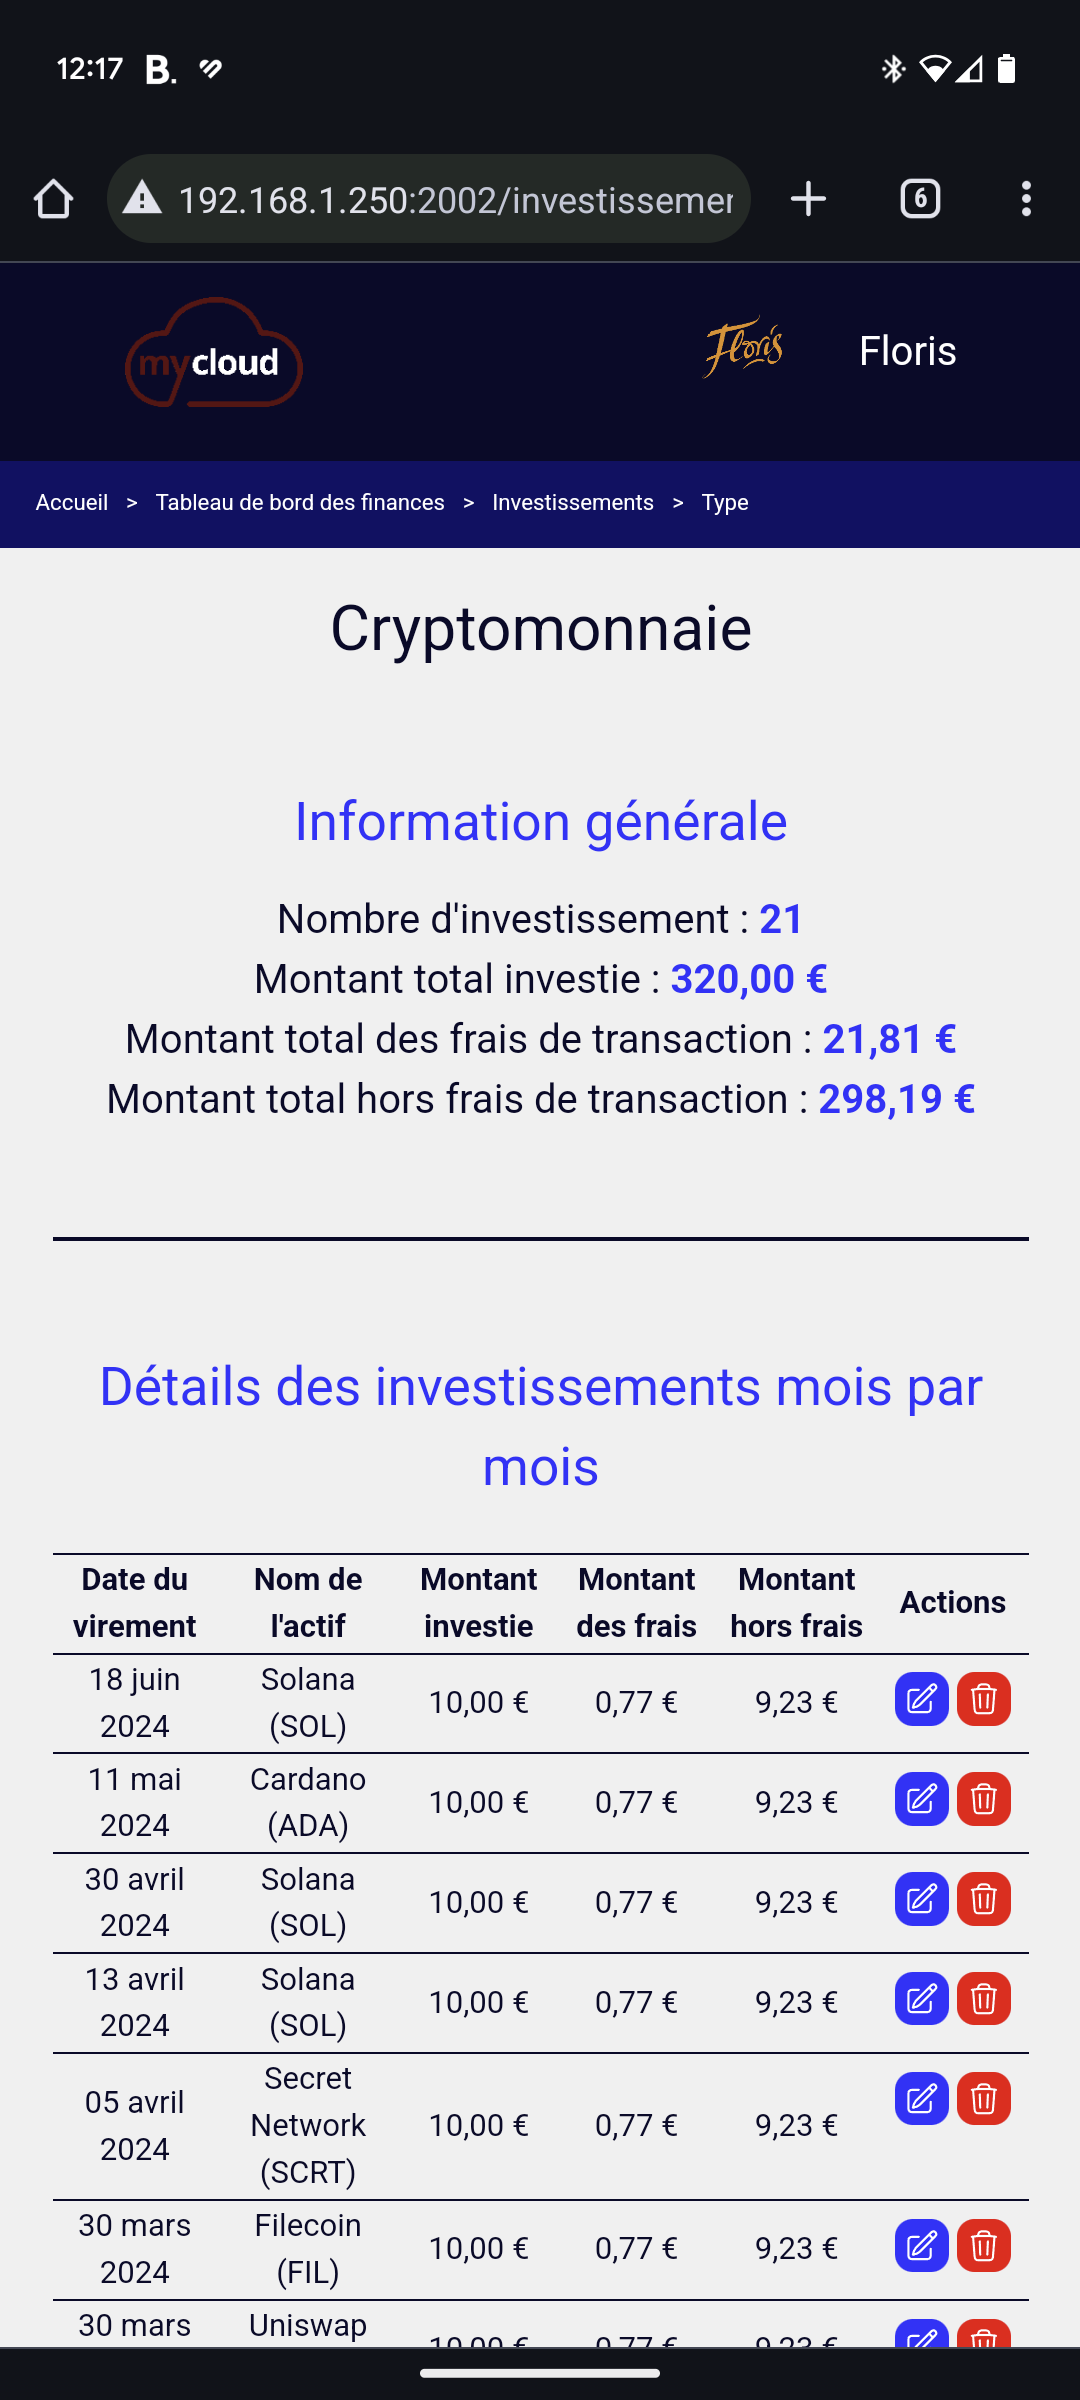 12:17 B.
192.168.1.250:2002/investissemer
6
mycloud
Floris
Floris
Accueil > Tableau de bord des finances > Investissements > Type
Cryptomonnaie
Information générale
Nombre d'investissement : 21
Montant total investie : 320,00 €
Montant total des frais de transaction : 21,81 €
Montant total hors frais de transaction : 298,19 €
Détails des investissements mois par
mois
Date du virement Nom de l'actif Montant investie Montant des frais Montant hors frais Actions
18 juin 2024 Solana (SOL) 10,00 € 0,77 € 9,23 €
11 mai 2024 Cardano (ADA) 10,00 € 0,77 € 9,23 €
30 avril 2024 Solana (SOL) 10,00 € 0,77 € 9,23 €
13 avril 2024 Solana (SOL) 10,00 € 0,77 € 9,23 €
05 avril 2024 Secret Network (SCRT) 10,00 € 0,77 € 9,23 €
30 mars 2024 Filecoin (FIL) 10,00 € 0,77 € 9,23 €
30 mars Uniswap 10,00 € 0,77 € 9,23 €